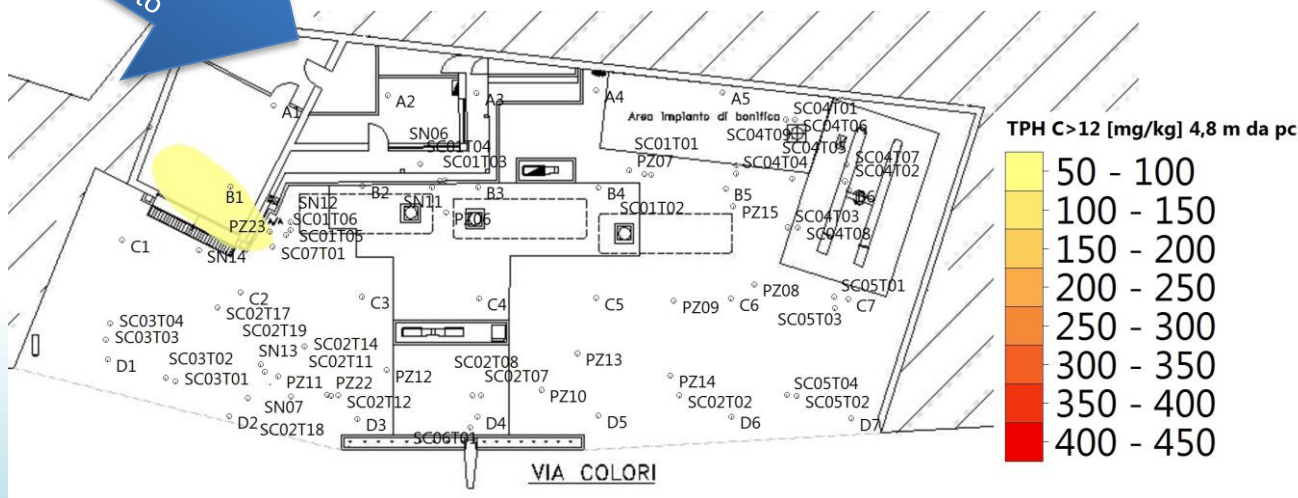 to
A1
A2
A3
A4
A5
Area Impianto di bonifica
SC04T01
SC04T06
SC04T09
SC04T05
SN06
SC01T04
SC01T03
SC01T01
PZ07
SC04T04
SC04T07
SC04T02
B1
B2
B3
B4
B5
B6
SN12
SN11
PZ06
SC01T02
PZ15
PZ23
SC01T06
SC01T05
SC04T03
SC04T08
C1
SN14
SC07T01
C2
C3
C4
C5
PZ09
C6
PZ08
SC05T01
C7
SC02T17
SC05T03
SC03T04
SC02T19
SC03T03
SC02T14
D1
SC03T02
SN13
SC02T11
SC02T08
PZ13
SC03T01
PZ11
PZ22
PZ12
SC02T07
PZ14
SC05T04
SN07
SC02T12
PZ10
SC02T02
SC05T02
D2
SC02T18
D3
D4
D5
D6
D7
SC06T01
VIA COLORI
TPH C>12 [mg/kg] 4,8 m da pc
50 - 100
100 - 150
150 - 200
200 - 250
250 - 300
300 - 350
350 - 400
400 - 450